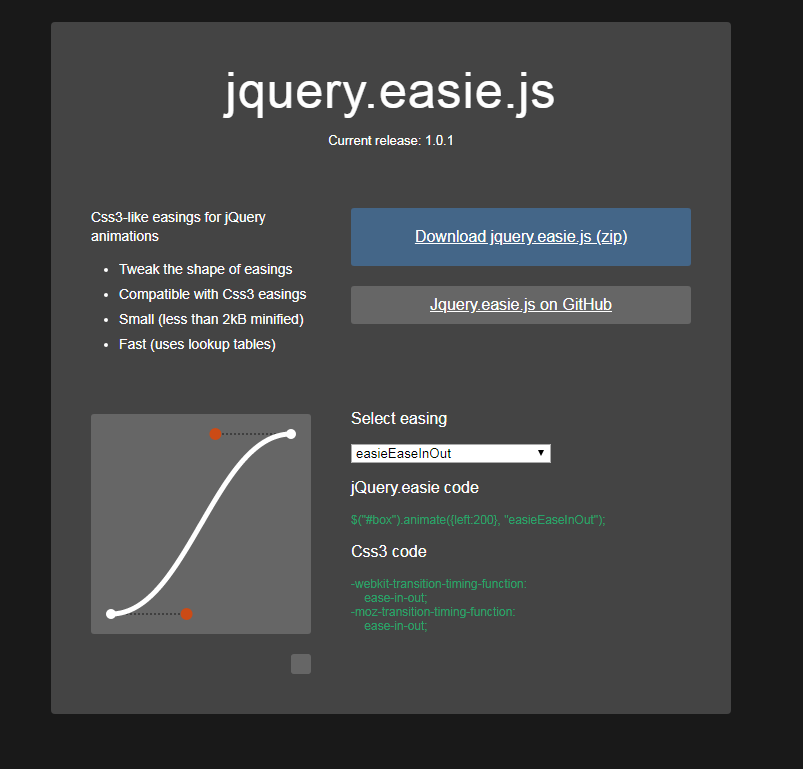 jquery.easie.js
Current release: 1.0.1
Css3-like easings for jQuery
animations
Tweak the shape of easings
Compatible with Css3 easings
Small (less than 2kB minified)
Fast (uses lookup tables)
Download jquery.easie.js (zip)
Jquery.easie.js on GitHub
Select easing
easieEaseInOut
jQuery.easie code
$("#box").animate({left:200}, "easieEaseInOut");
Css3 code
-webkit-transition-timing-function:
ease-in-out;
-moz-transition-timing-function:
ease-in-out;